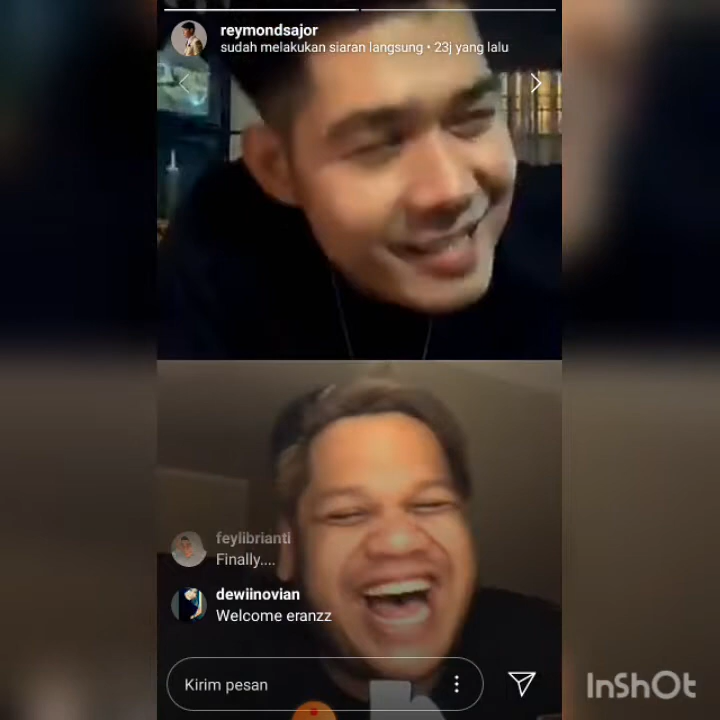 reymondsajor
sudah melakukan siaran langsung • 23j yang lalu
feylibrianti
Finally....
dewiinovian
Welcome eranzz
Kirim pesan
InShOt